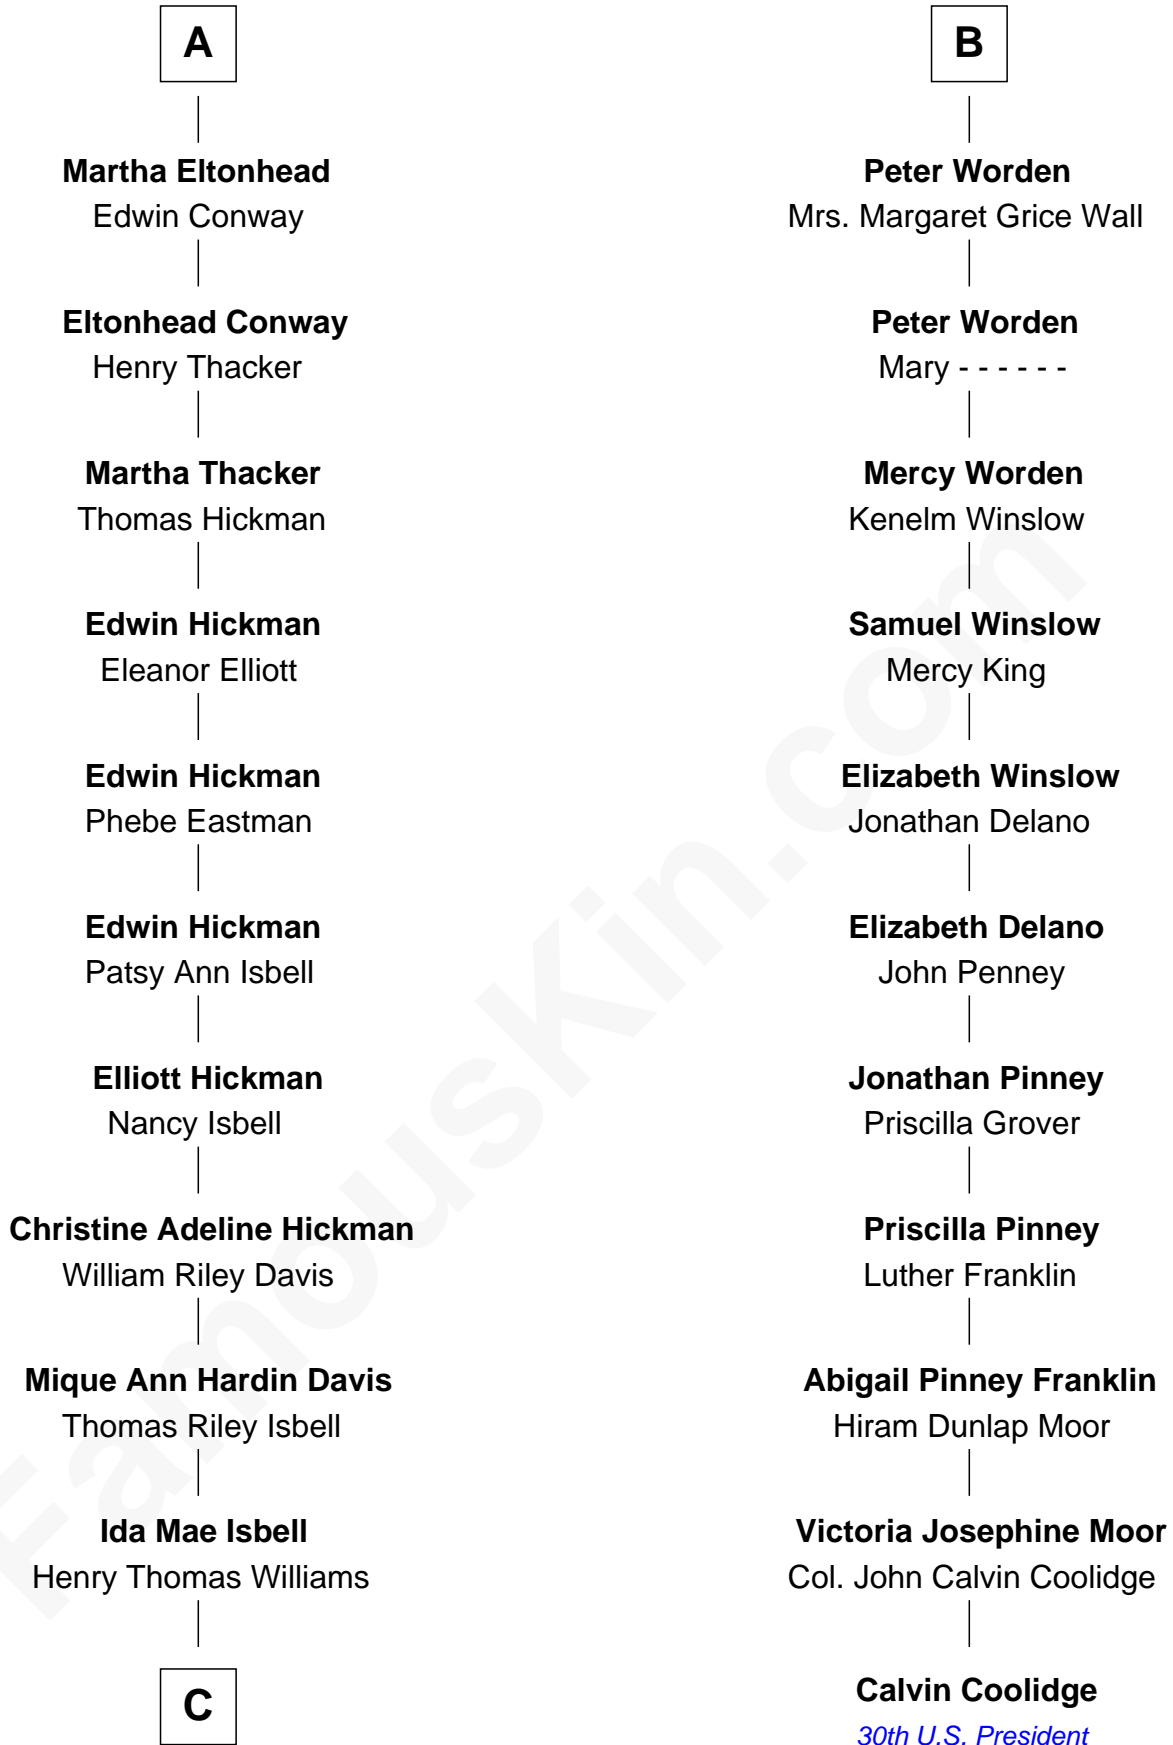 A
Martha Eltonhead
Edwin Conway
Eltonhead Conway
Henry Thacker
Martha Thacker
Thomas Hickman
Edwin Hickman
Eleanor Elliott
Edwin Hickman
Phebe Eastman
Edwin Hickman
Patsy Ann Isbell
Elliott Hickman
Nancy Isbell
Christine Adeline Hickman
William Riley Davis
Mique Ann Hardin Davis
Thomas Riley Isbell
Ida Mae Isbell
Henry Thomas Williams
C
B
Peter Worden
Mrs. Margaret Grice Wall
Peter Worden
Mary - - - - - -
Mercy Worden
Kenelm Winslow
Samuel Winslow
Mercy King
Elizabeth Winslow
Jonathan Delano
Elizabeth Delano
John Penney
Jonathan Pinney
Priscilla Grover
Priscilla Pinney
Luther Franklin
Abigail Pinney Franklin
Hiram Dunlap Moor
Victoria Josephine Moor
Col. John Calvin Coolidge
Calvin Coolidge
30th U.S. President
FamousKin.com